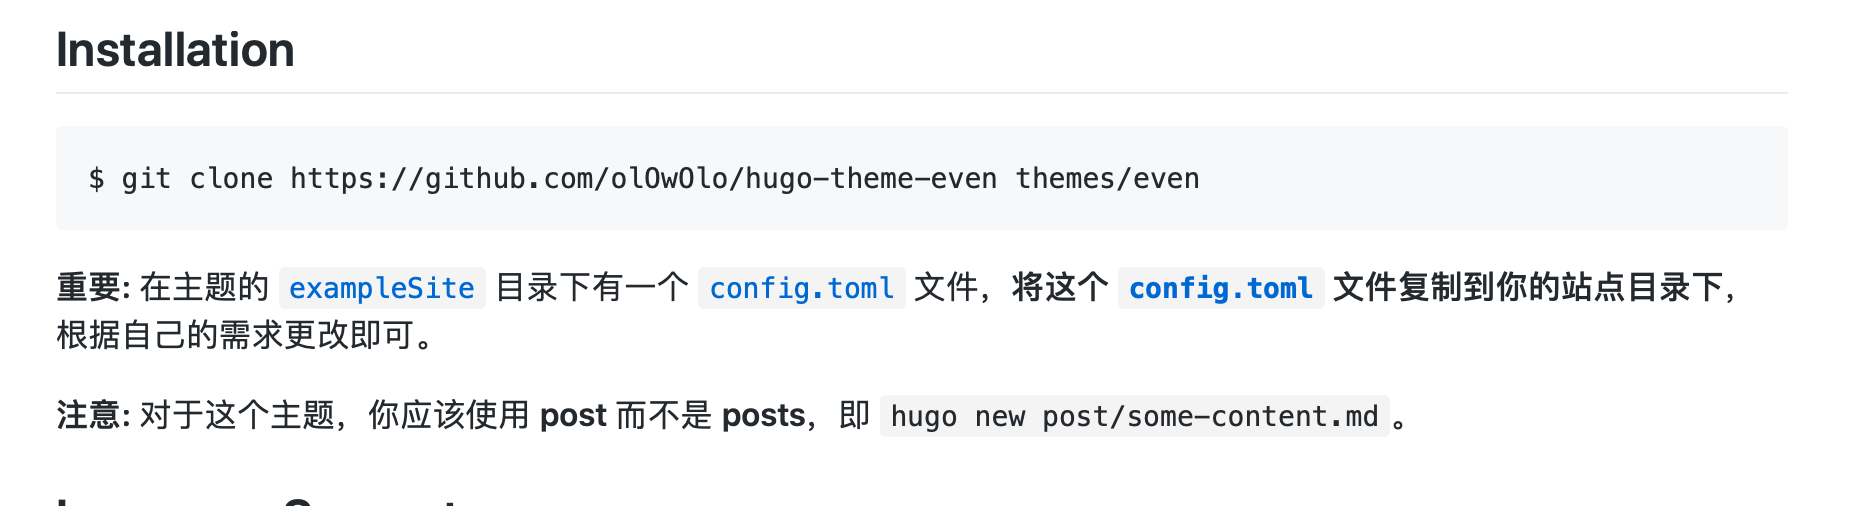 Installation
$ git clone https://github.com/olOwOlo/hugo-theme-even themes/even
重要: 在主题的 exampleSite 目录下有一个 config.toml 文件，将这个 config.toml 文件复制到你的站点目录下，
根据自己的需求更改即可。
注意: 对于这个主题，你应该使用 post 而不是 posts，即 hugo new post/some-content.md 。